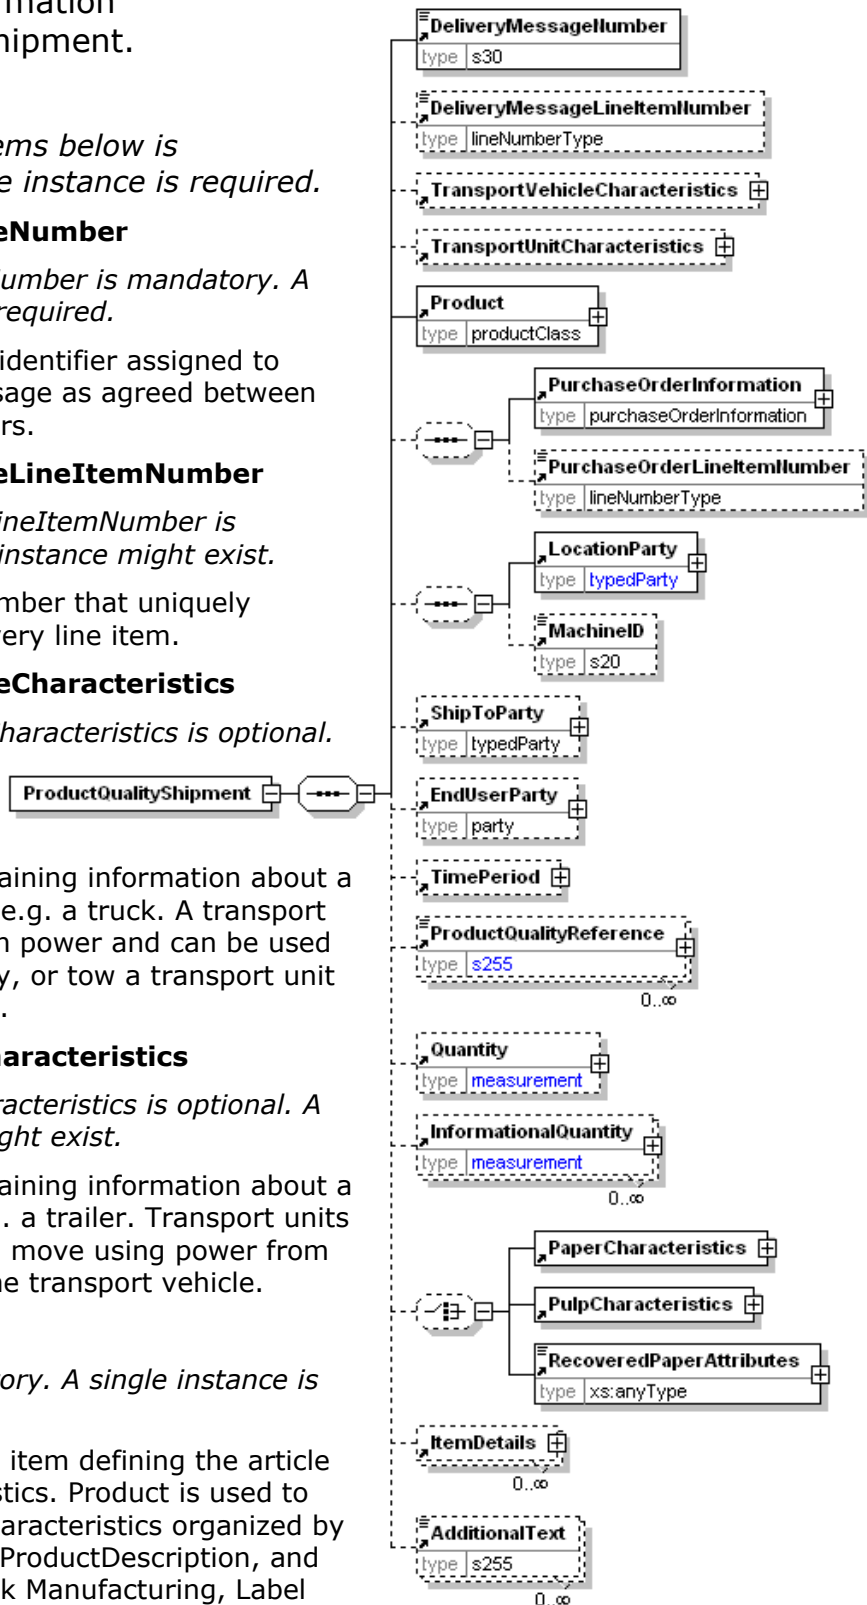 rmation
hipment.
ems below is
e instance is required.
eNumber
Number is mandatory. A
required.
identifier assigned to
sage as agreed between
rs.
eLineItemNumber
LineItemNumber is
instance might exist.
mber that uniquely
very line item.
eCharacteristics
Characteristics is optional.
aining information about a
e.g. a truck. A transport
n power and can be used
y, or tow a transport unit
.
haracteristics
racteristics is optional. A
ght exist.
aining information about a
. a trailer. Transport units
move using power from
he transport vehicle.
ory. A single instance is
item defining the article
stics. Product is used to
haracteristics organized by
ProductDescription, and
k Manufacturing, Label
ProductQualityShipment
DeliveryMessageNumber
type s30
DeliveryMessageLineItemNumber
type lineNumberType
TransportVehicleCharacteristics
TransportUnitCharacteristics
Product
type productClass
PurchaseOrderInformation
type purchaseOrderInformation
PurchaseOrderLineItemNumber
type lineNumberType
LocationParty
type typedParty
MachineID
type s20
ShipToParty
type typedParty
EndUserParty
type party
TimePeriod
ProductQualityReference
type s255
0..∞
Quantity
type measurement
InformationalQuantity
type measurement
0..∞
PaperCharacteristics
PulpCharacteristics
RecoveredPaperAttributes
type xs:anyType
ItemDetails
0..∞
AdditionalText
type s255
0..∞